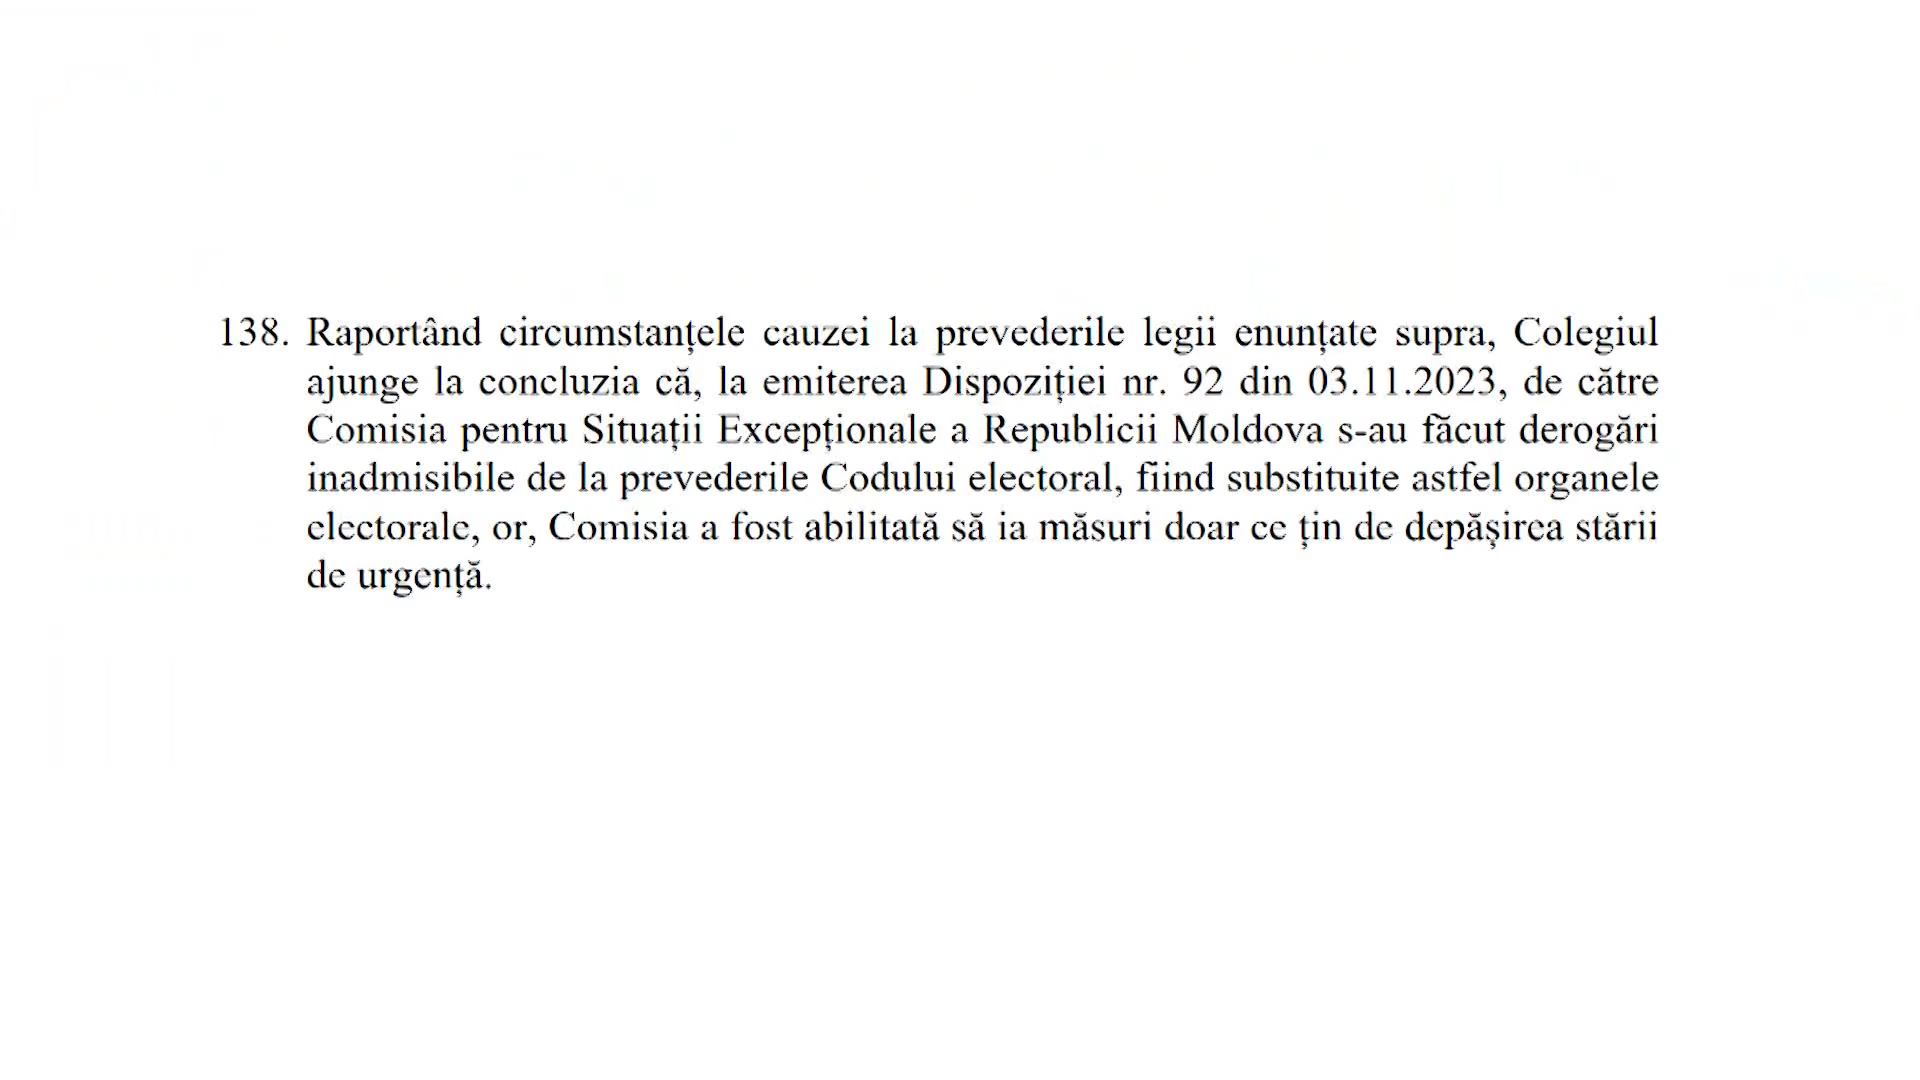 138. Raportând circumstanțele cauzei la prevederile legii enunțate supra, Colegiul
ajunge la concluzia că, la emiterea Dispoziției nr. 92 din 03.11.2023, de către
Comisia pentru Situații Excepționale a Republicii Moldova s-au făcut derogări
inadmisibile de la prevederile Codului electoral, fiind substituite astfel organele
electorale, or, Comisia a fost abilitată să ia măsuri doar ce țin de depășirea stării
de urgență.